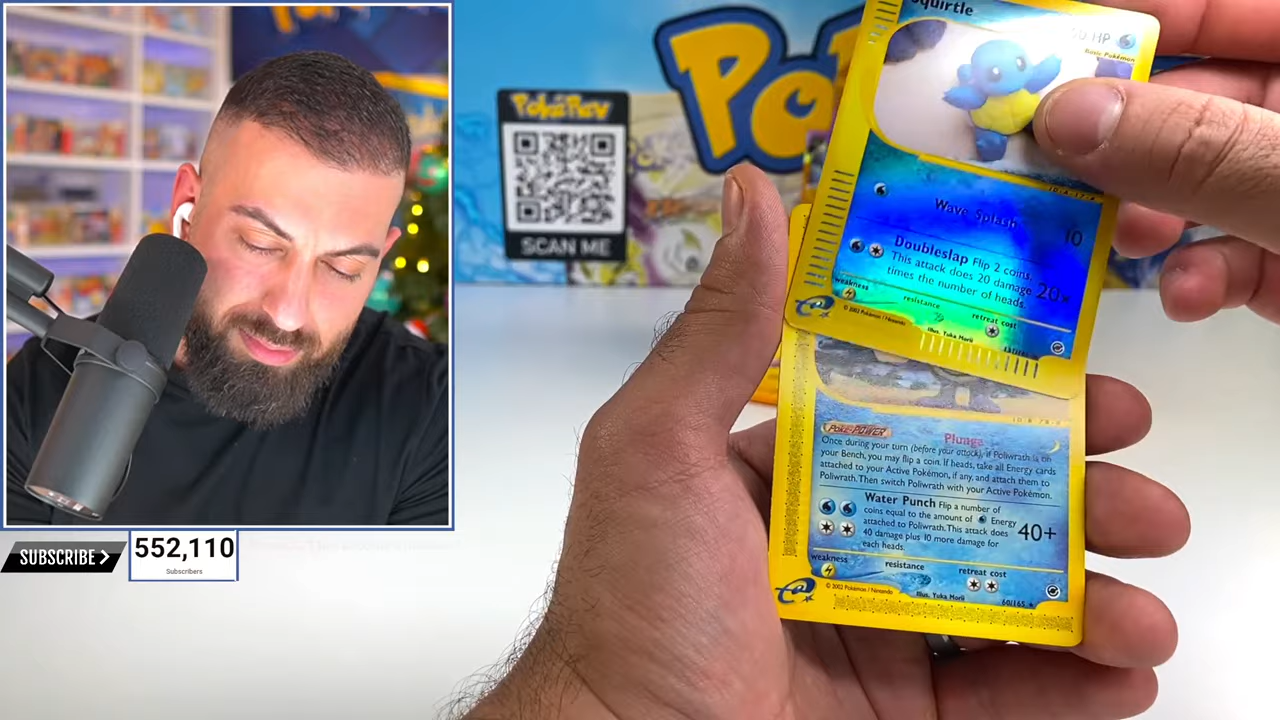 PokéRev
SCAN ME
SUBSCRIBE >
552,110
Subscribers
Squirtle
HP
Basic Pokémon
Wave Splash
10
Doubleslap Flip 2 coins.
This attack does 20 damage
times the number of heads.
20×
weakness
resistance
retreat cost
© 2002 Pokémon / Nintendo
Illus. Yuka Morii
Poké-POWER
Plunge
Once during your turn (before your attack), if Poliwrath is on
your Bench, you may flip a coin. If heads, take all Energy cards
attached to your Active Pokémon, if any, and attach them to
Poliwrath. Then switch Poliwrath with your Active Pokémon.
Water Punch Flip a number of
coins equal to the amount of Energy
attached to Poliwrath. This attack does
40 damage plus 10 more damage for
each heads.
40+
weakness
resistance
retreat cost
© 2002 Pokémon / Nintendo
Illus. Yuka Morii
60/165